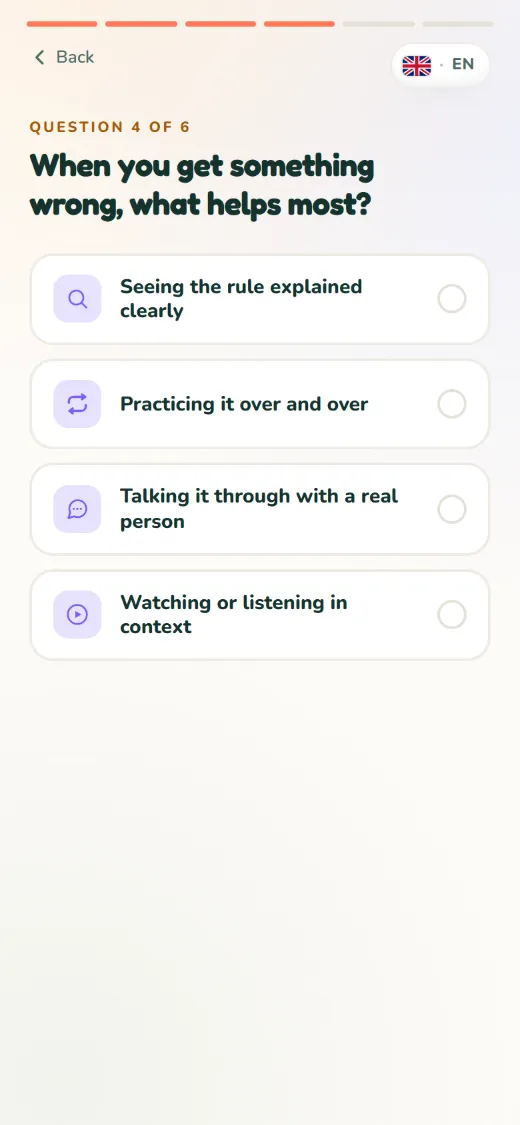 Back
· EN
QUESTION 4 OF 6
When you get something
wrong, what helps most?
Seeing the rule explained
clearly
Practicing it over and over
Talking it through with a real
person
Watching or listening in
context